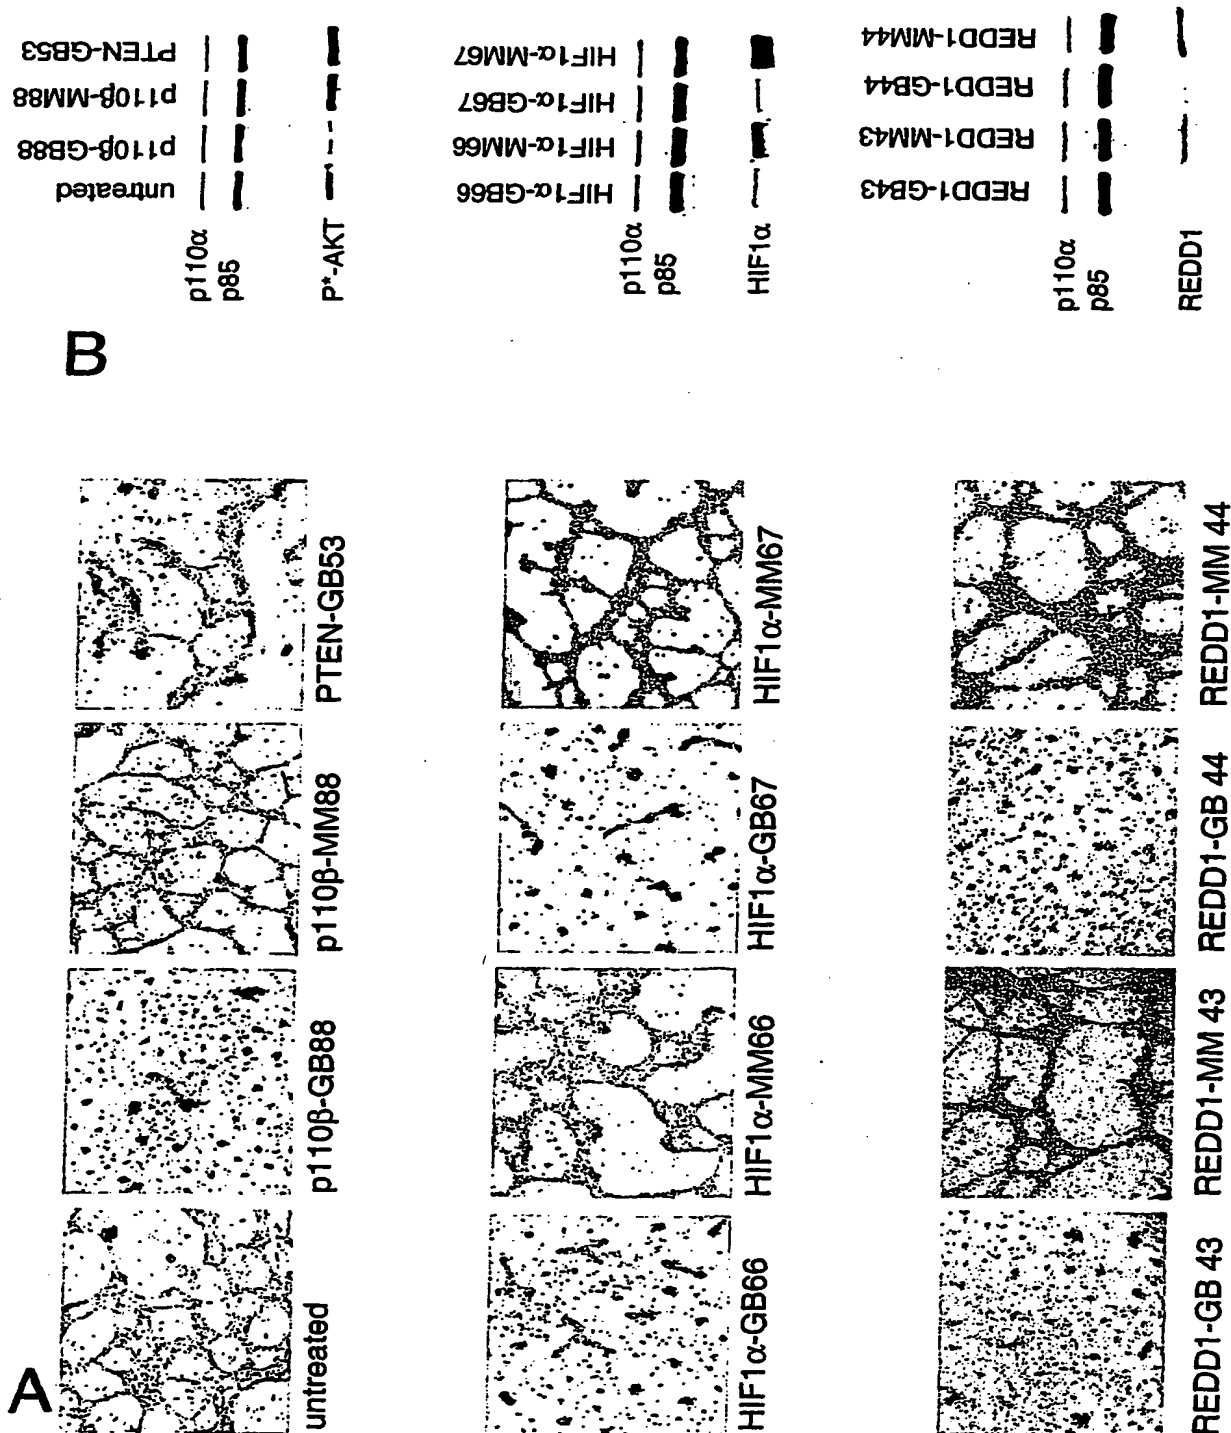 A
untreated
p110β-GB88
p110β-MM88
PTEN-GB53
HIF1α-GB66
HIF1α-MM66
HIF1α-GB67
HIF1α-MM67
REDD1-GB 43
REDD1-MM 43
REDD1-GB 44
REDD1-MM 44
B
untreated
p110β-GB88
p110β-MM88
PTEN-GB53
p110α
p85
P*-AKT
HIF1α-GB66
HIF1α-MM66
HIF1α-GB67
HIF1α-MM67
p110α
p85
HIF1α
REDD1-GB43
REDD1-MM43
REDD1-GB44
REDD1-MM44
p110α
p85
REDD1